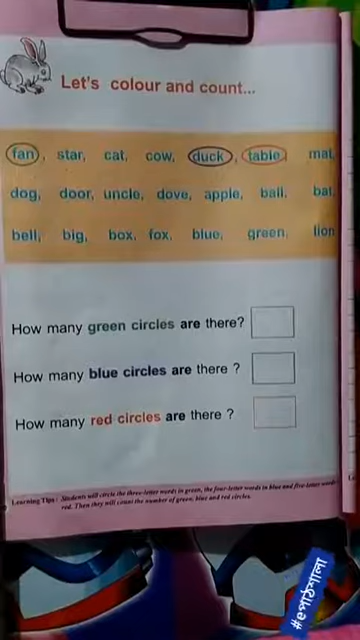 Let's colour and count...
fan, star, cat, cow, duck, table, mat,
dog, door, uncle, dove, apple, ball, bat,
bell, big, box, fox, blue, green, lion
How many green circles are there?
How many blue circles are there ?
How many red circles are there ?
Learning Tips : Students will circle the three-letter words in green, the four-letter words in blue and five-letter words
red. Then they will count the number of green, blue and red circles.
#eপাঠশালা